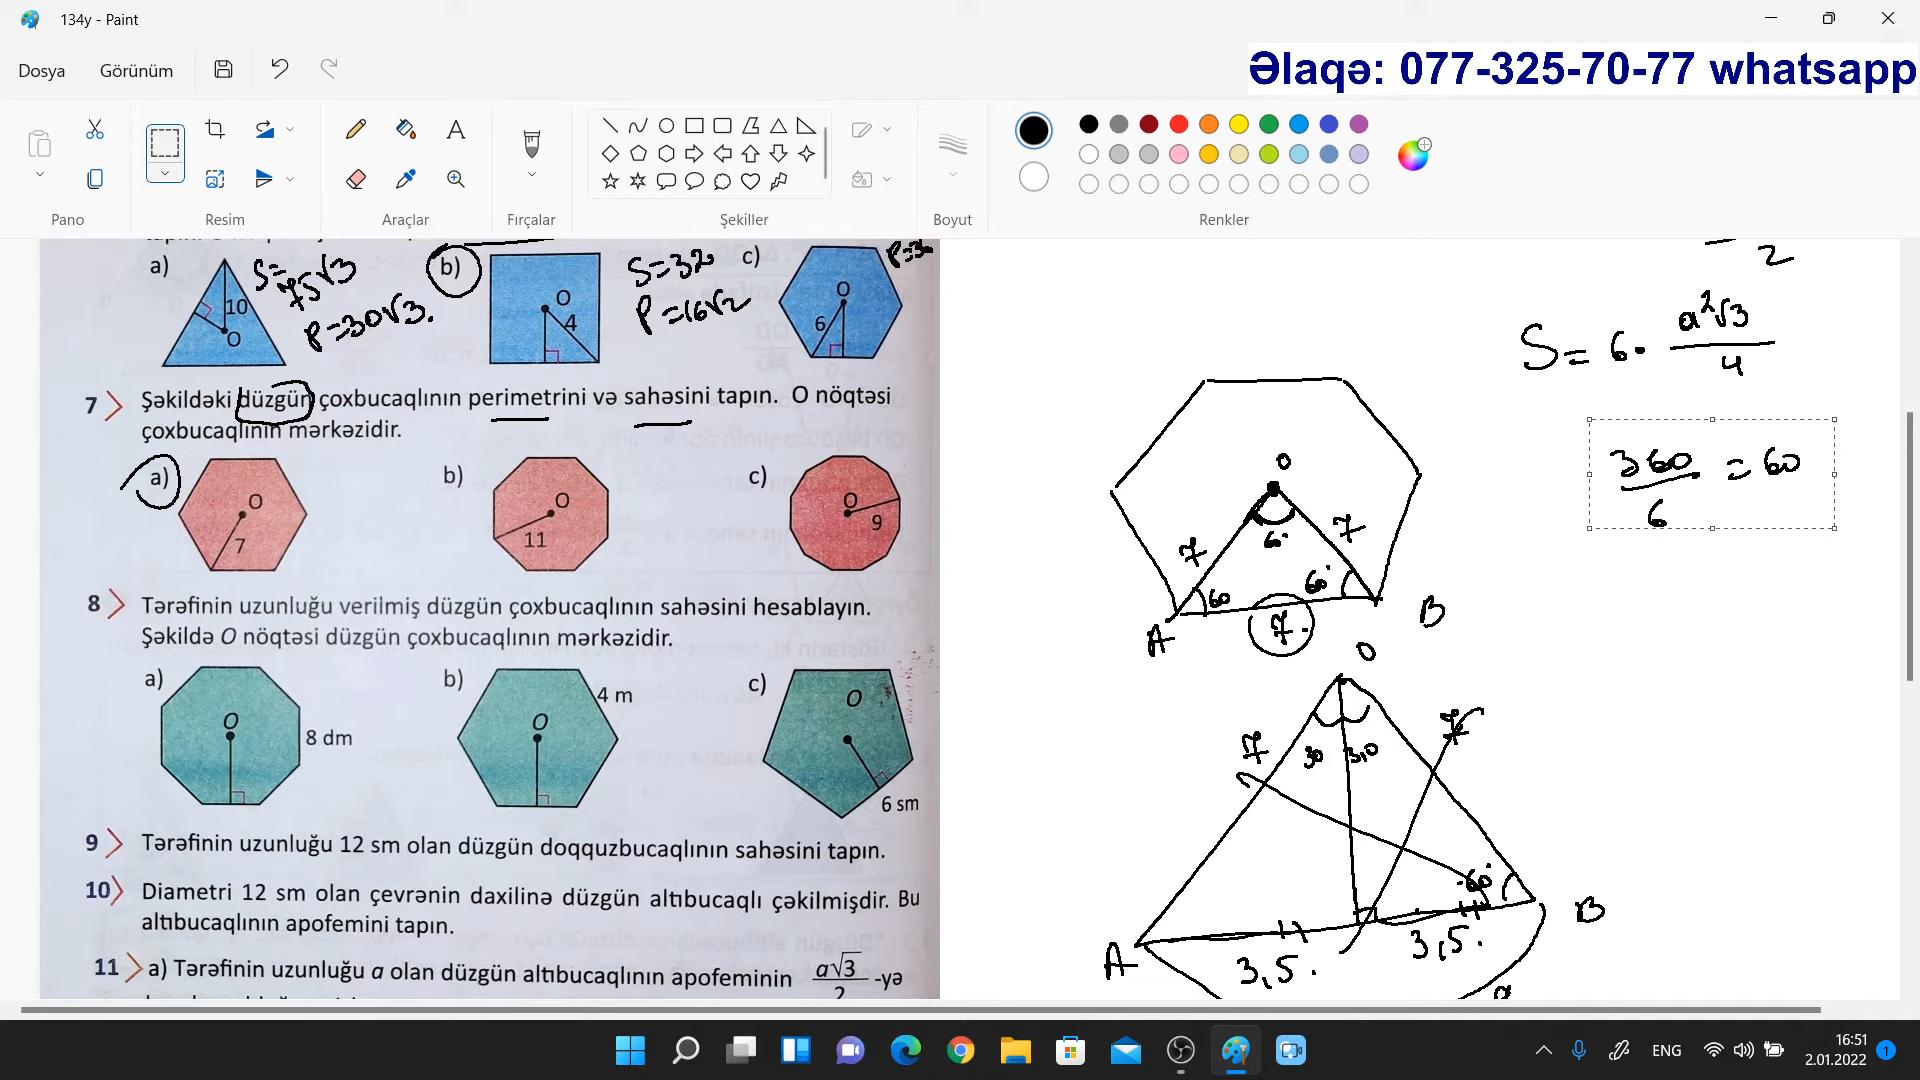 134y - Paint
Dosya
Görünüm
Əlaqə: 077-325-70-77 whatsapp
Pano
Resim
Araçlar
Fırçalar
Şekiller
Boyut
Renkler
a)
10
O
S=
75√3
P=30√3.
b)
O
4
S=32
P=16√2
c)
O
6
7
Şəkildəki düzgün çoxbucaqlının perimetrini və sahəsini tapın. O nöqtəsi
çoxbucaqlının mərkəzidir.
a)
O
7
b)
O
11
c)
O
9
8
Tərəfinin uzunluğu verilmiş düzgün çoxbucaqlının sahəsini hesablayın.
Şəkildə O nöqtəsi düzgün çoxbucaqlının mərkəzidir.
a)
O
8 dm
b)
O
4 m
c)
O
6 sm
9
Tərəfinin uzunluğu 12 sm olan düzgün doqquzbucaqlının sahəsini tapın.
10
Diametri 12 sm olan çevrənin daxilinə düzgün altıbucaqlı çəkilmişdir. Bu
altıbucaqlının apofemini tapın.
11
a) Tərəfinin uzunluğu a olan düzgün altıbucaqlının apofeminin a√3/2 -yə
2
S= 6· a²√3/4
360/6 = 60
O
7
7
60
60°
7.
A
B
O
7
7
30
30
60°
A
3,5.
3,5.
B
ENG
16:51
2.01.2022
1